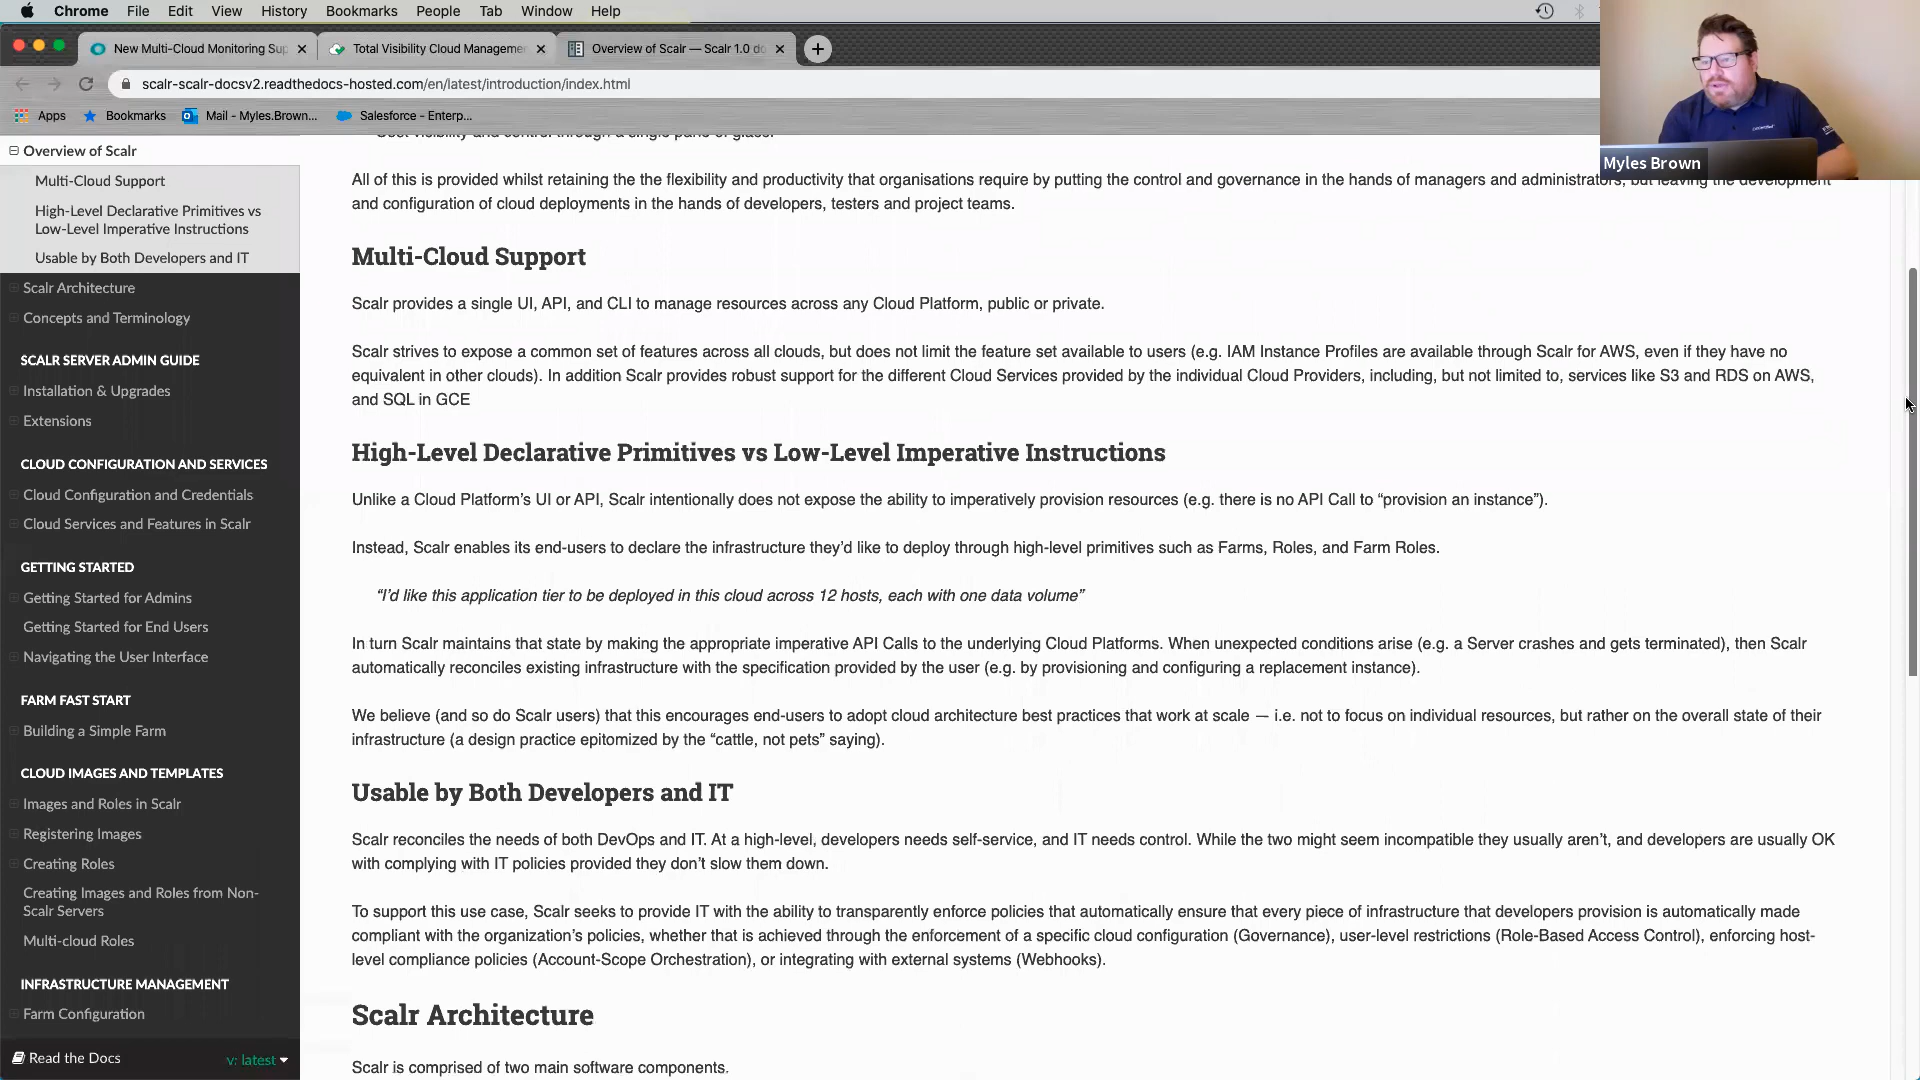 Chrome File Edit View History Bookmarks People Tab Window Help
New Multi-Cloud Monitoring Sup
Total Visibility Cloud Manageme
Overview of Scalr — Scalr 1.0 do
scalr-scalr-docsv2.readthedocs-hosted.com/en/latest/introduction/index.html
Apps Bookmarks Mail - Myles.Brown... Salesforce - Enterp...
Myles Brown
Overview of Scalr
Multi-Cloud Support
High-Level Declarative Primitives vs
Low-Level Imperative Instructions
Usable by Both Developers and IT
Scalr Architecture
Concepts and Terminology
SCALR SERVER ADMIN GUIDE
Installation & Upgrades
Extensions
CLOUD CONFIGURATION AND SERVICES
Cloud Configuration and Credentials
Cloud Services and Features in Scalr
GETTING STARTED
Getting Started for Admins
Getting Started for End Users
Navigating the User Interface
FARM FAST START
Building a Simple Farm
CLOUD IMAGES AND TEMPLATES
Images and Roles in Scalr
Registering Images
Creating Roles
Creating Images and Roles from Non-
Scalr Servers
Multi-cloud Roles
INFRASTRUCTURE MANAGEMENT
Farm Configuration
Read the Docs v: latest
Cost visibility and control through a single pane of glass.
All of this is provided whilst retaining the the flexibility and productivity that organisations require by putting the control and governance in the hands of managers and administrators, but leaving the development
and configuration of cloud deployments in the hands of developers, testers and project teams.
Multi-Cloud Support
Scalr provides a single UI, API, and CLI to manage resources across any Cloud Platform, public or private.
Scalr strives to expose a common set of features across all clouds, but does not limit the feature set available to users (e.g. IAM Instance Profiles are available through Scalr for AWS, even if they have no
equivalent in other clouds). In addition Scalr provides robust support for the different Cloud Services provided by the individual Cloud Providers, including, but not limited to, services like S3 and RDS on AWS,
and SQL in GCE
High-Level Declarative Primitives vs Low-Level Imperative Instructions
Unlike a Cloud Platform’s UI or API, Scalr intentionally does not expose the ability to imperatively provision resources (e.g. there is no API Call to “provision an instance”).
Instead, Scalr enables its end-users to declare the infrastructure they’d like to deploy through high-level primitives such as Farms, Roles, and Farm Roles.
“I’d like this application tier to be deployed in this cloud across 12 hosts, each with one data volume”
In turn Scalr maintains that state by making the appropriate imperative API Calls to the underlying Cloud Platforms. When unexpected conditions arise (e.g. a Server crashes and gets terminated), then Scalr
automatically reconciles existing infrastructure with the specification provided by the user (e.g. by provisioning and configuring a replacement instance).
We believe (and so do Scalr users) that this encourages end-users to adopt cloud architecture best practices that work at scale — i.e. not to focus on individual resources, but rather on the overall state of their
infrastructure (a design practice epitomized by the “cattle, not pets” saying).
Usable by Both Developers and IT
Scalr reconciles the needs of both DevOps and IT. At a high-level, developers needs self-service, and IT needs control. While the two might seem incompatible they usually aren’t, and developers are usually OK
with complying with IT policies provided they don’t slow them down.
To support this use case, Scalr seeks to provide IT with the ability to transparently enforce policies that automatically ensure that every piece of infrastructure that developers provision is automatically made
compliant with the organization’s policies, whether that is achieved through the enforcement of a specific cloud configuration (Governance), user-level restrictions (Role-Based Access Control), enforcing host-
level compliance policies (Account-Scope Orchestration), or integrating with external systems (Webhooks).
Scalr Architecture
Scalr is comprised of two main software components.